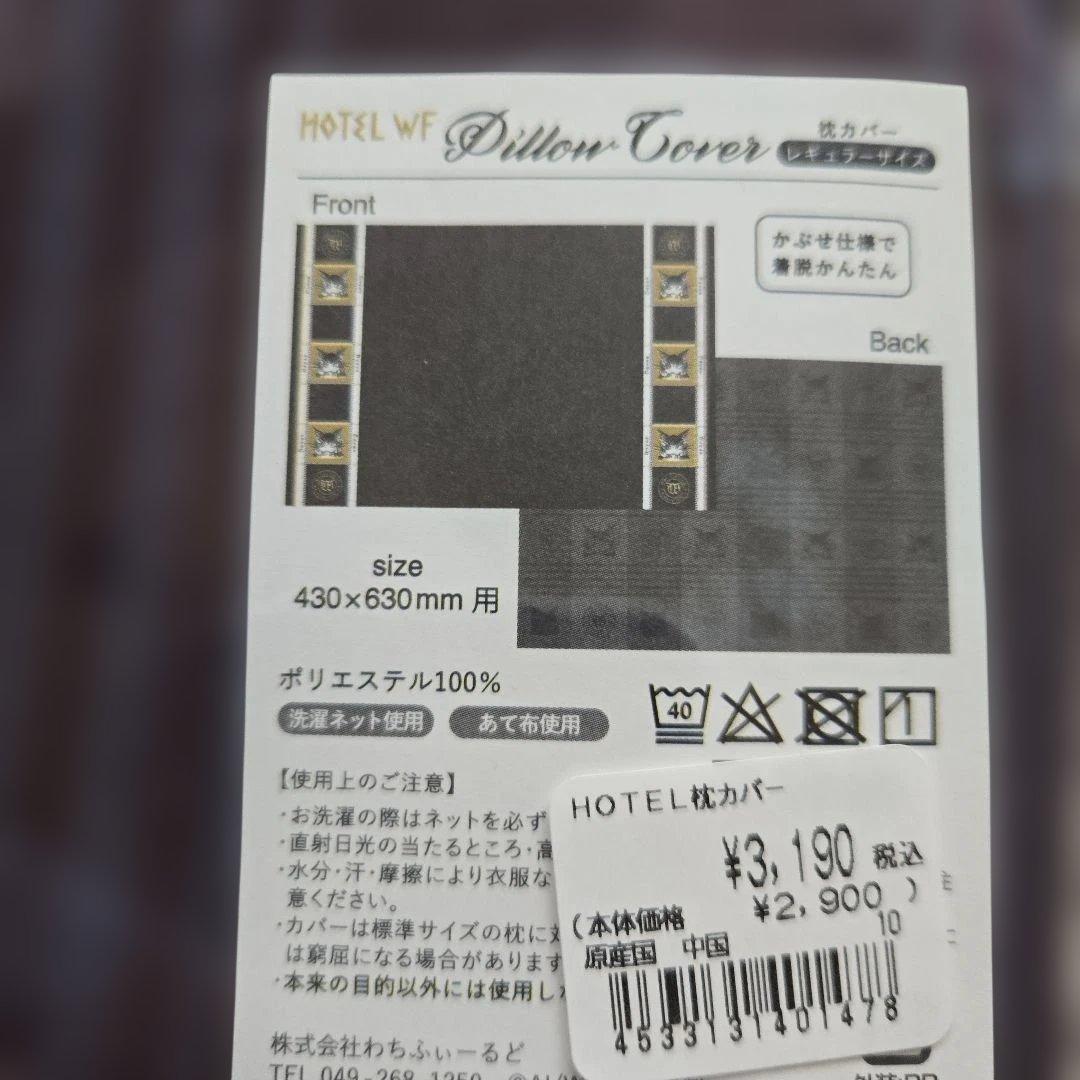 HOTEL WF Pillow Cover
枕カバー
レギュラーサイズ
Front
かぶせ仕様で
着脱かんたん
Back
size
430×630mm 用
ポリエステル100%
洗濯ネット使用 あて布使用
40
【使用上のご注意】
・お洗濯の際はネットを必ず
・直射日光の当たるところ・高
・水分・汗・摩擦により衣服な
意ください。
・カバーは標準サイズの枕に対
は窮屈になる場合があります
・本来の目的以外には使用し
株式会社わちふぃーるど
TEL 049-268-1250
HOTEL枕カバー
¥3,190 税込
(本体価格 ¥2,900 )
10
原産国 中国
4533131401478